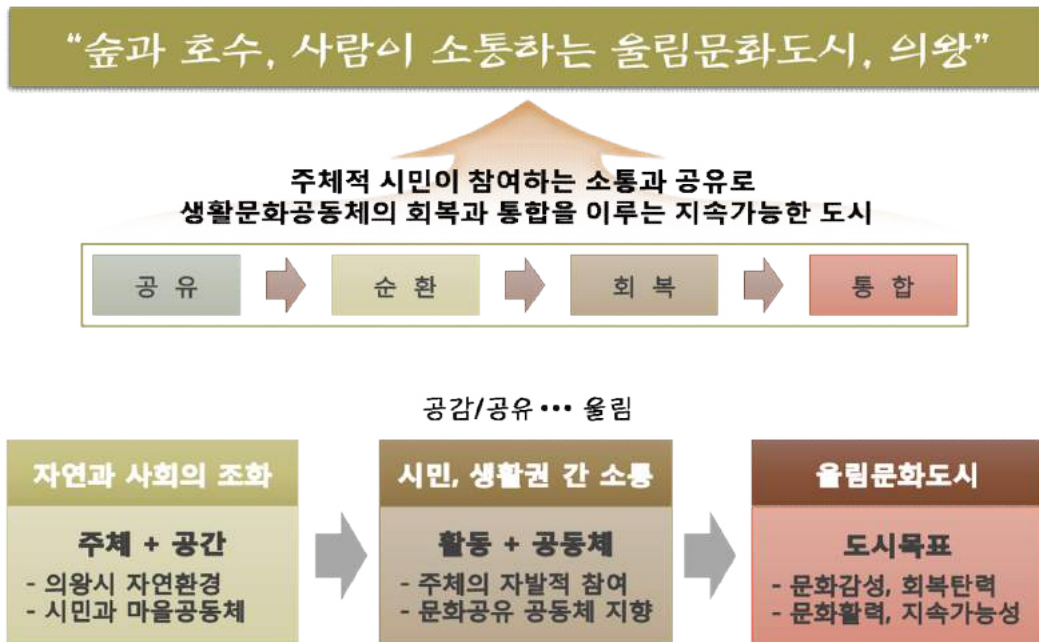 “숲과 호수, 사람이 소통하는 울림문화도시, 의왕”
주체적 시민이 참여하는 소통과 공유로
생활문화공동체의 회복과 통합을 이루는 지속가능한 도시
공 유
순 환
회 복
통 합
공감/공유 ··· 울림
자연과 사회의 조화
주체 + 공간
- 의왕시 자연환경
- 시민과 마을공동체
시민, 생활권 간 소통
활동 + 공동체
- 주체의 자발적 참여
- 문화공유 공동체 지향
울림문화도시
도시목표
- 문화감성, 회복탄력
- 문화활력, 지속가능성